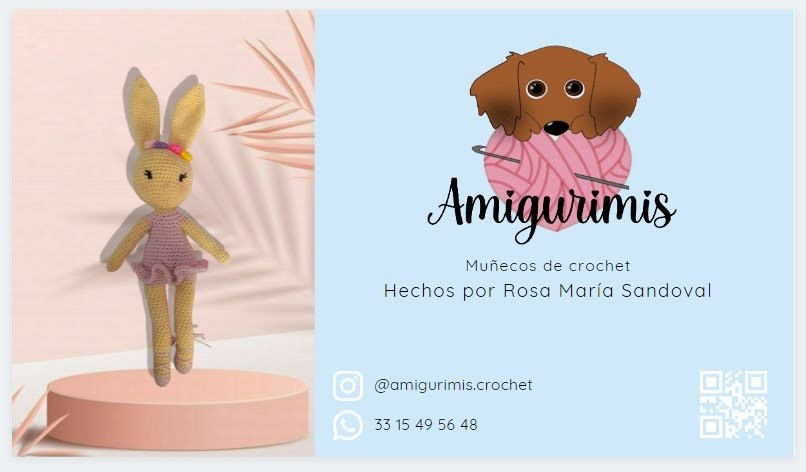 Amigurimis
Muñecos de crochet
Hechos por Rosa María Sandoval
@amigurimis.crochet
33 15 49 56 48